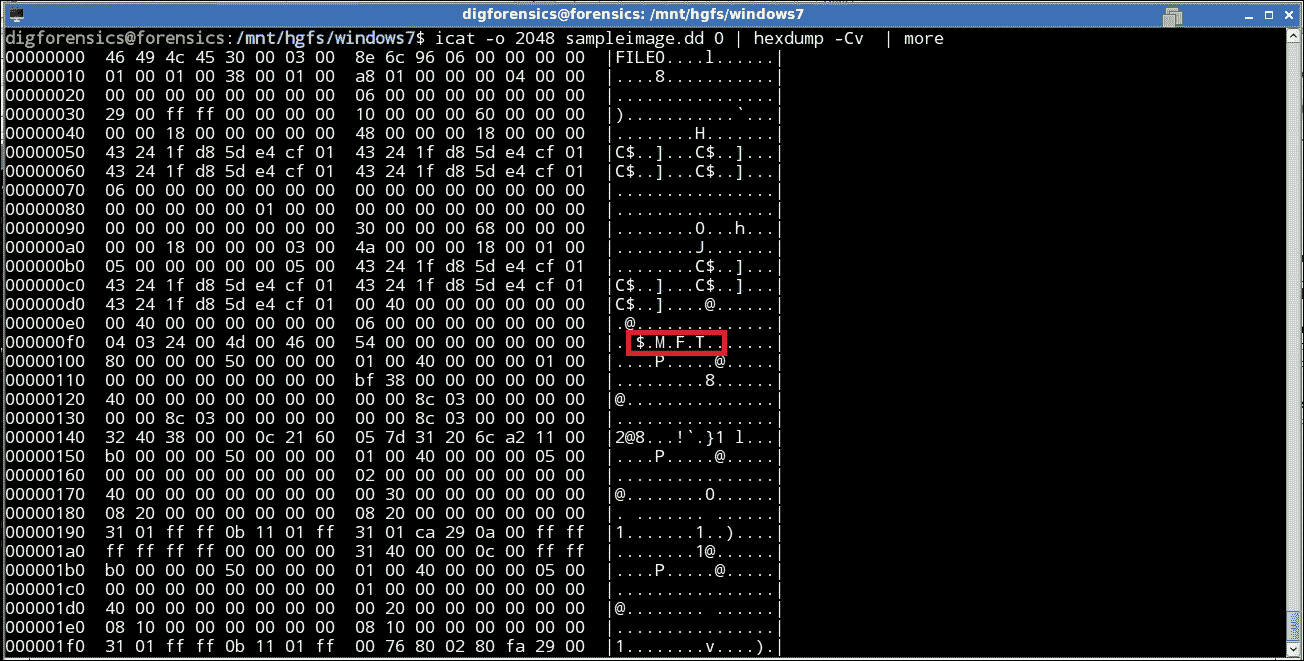 digforensics@forensics: /mnt/hgfs/windows7
digforensics@forensics:/mnt/hgfs/windows7$ icat -o 2048 sampleimage.dd 0 | hexdump -Cv  | more
00000000  46 49 4c 45 30 00 03 00  8e 6c 96 06 00 00 00 00  |FILE0....l......|
00000010  01 00 01 00 38 00 01 00  a8 01 00 00 00 04 00 00  |....8...........|
00000020  00 00 00 00 00 00 00 00  06 00 00 00 00 00 00 00  |................|
00000030  29 00 ff ff 00 00 00 00  10 00 00 00 60 00 00 00  |)...........`...|
00000040  00 00 18 00 00 00 00 00  48 00 00 00 18 00 00 00  |........H.......|
00000050  43 24 1f d8 5d e4 cf 01  43 24 1f d8 5d e4 cf 01  |C$..]...C$..]...|
00000060  43 24 1f d8 5d e4 cf 01  43 24 1f d8 5d e4 cf 01  |C$..]...C$..]...|
00000070  06 00 00 00 00 00 00 00  00 00 00 00 00 00 00 00  |................|
00000080  00 00 00 00 00 01 00 00  00 00 00 00 00 00 00 00  |................|
00000090  00 00 00 00 00 00 00 00  30 00 00 00 68 00 00 00  |........0...h...|
000000a0  00 00 18 00 00 00 03 00  4a 00 00 00 18 00 01 00  |........J.......|
000000b0  05 00 00 00 00 00 05 00  43 24 1f d8 5d e4 cf 01  |........C$..]...|
000000c0  43 24 1f d8 5d e4 cf 01  43 24 1f d8 5d e4 cf 01  |C$..]...C$..]...|
000000d0  43 24 1f d8 5d e4 cf 01  00 40 00 00 00 00 00 00  |C$..]....@......|
000000e0  00 40 00 00 00 00 00 00  06 00 00 00 00 00 00 00  |.@..............|
000000f0  04 03 24 00 4d 00 46 00  54 00 00 00 00 00 00 00  |..$.M.F.T.......|
00000100  80 00 00 00 50 00 00 00  01 00 40 00 00 00 01 00  |....P.....@.....|
00000110  00 00 00 00 00 00 00 00  bf 38 00 00 00 00 00 00  |.........8......|
00000120  40 00 00 00 00 00 00 00  00 00 8c 03 00 00 00 00  |@...............|
00000130  00 00 8c 03 00 00 00 00  00 00 8c 03 00 00 00 00  |................|
00000140  32 40 38 00 00 0c 21 60  05 7d 31 20 6c a2 11 00  |2@8...!`.}1 l...|
00000150  b0 00 00 00 50 00 00 00  01 00 40 00 00 00 05 00  |....P.....@.....|
00000160  00 00 00 00 00 00 00 00  02 00 00 00 00 00 00 00  |................|
00000170  40 00 00 00 00 00 00 00  00 30 00 00 00 00 00 00  |@........0......|
00000180  08 20 00 00 00 00 00 00  08 20 00 00 00 00 00 00  |. ....... ......|
00000190  31 01 ff ff 0b 11 01 ff  31 01 ca 29 0a 00 ff ff  |1.......1..)....|
000001a0  ff ff ff ff 00 00 00 00  31 40 00 00 0c 00 ff ff  |........1@......|
000001b0  b0 00 00 00 50 00 00 00  01 00 40 00 00 00 05 00  |....P.....@.....|
000001c0  00 00 00 00 00 00 00 00  01 00 00 00 00 00 00 00  |................|
000001d0  40 00 00 00 00 00 00 00  00 20 00 00 00 00 00 00  |@........ ......|
000001e0  08 10 00 00 00 00 00 00  08 10 00 00 00 00 00 00  |................|
000001f0  31 01 ff ff 0b 11 01 ff  00 76 80 02 80 fa 29 00  |1........v....).|